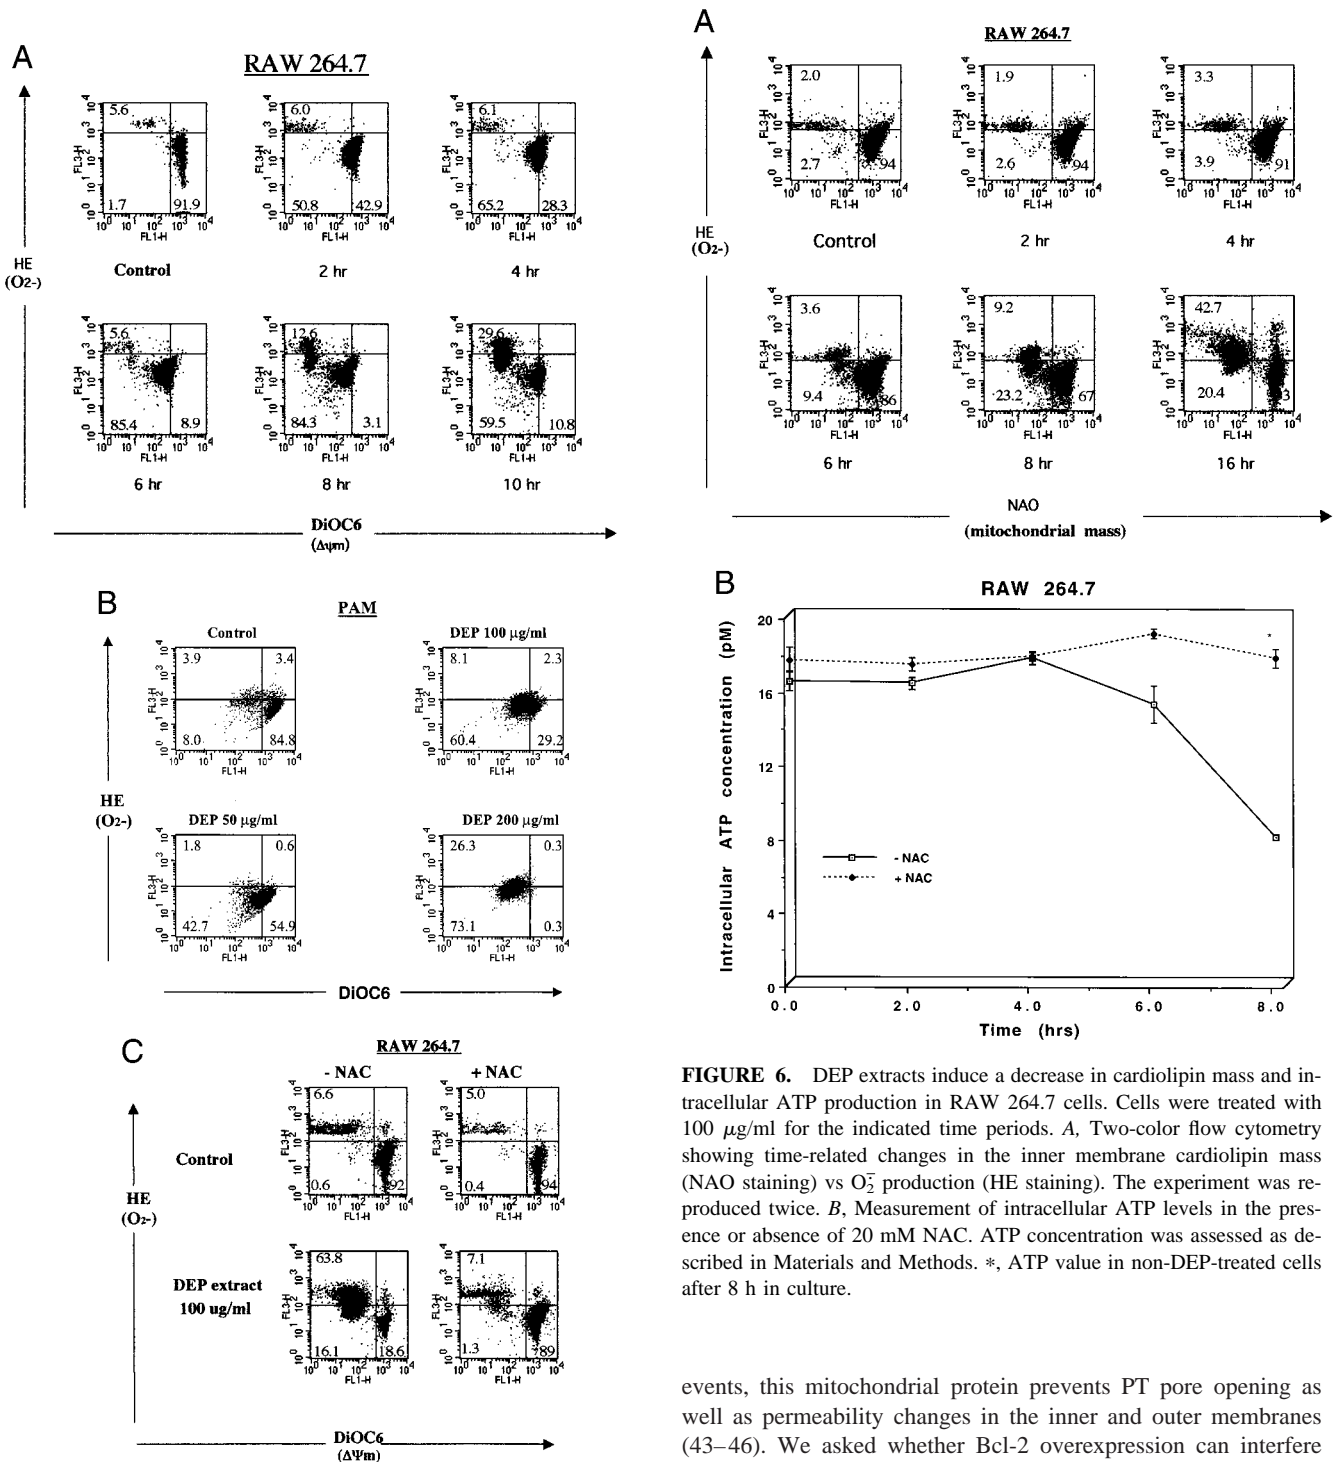 A
RAW 264.7
5.6
1.7
91.9
6.0
50.8
42.9
6.1
65.2
28.3
HE
(O2-)
Control
2 hr
4 hr
5.6
85.4
8.9
12.6
84.3
3.1
29.6
59.5
10.8
FL3-H
FL1-H
6 hr
8 hr
10 hr
DiOC6
(Δψm)
B
PAM
Control
DEP 100 μg/ml
3.9
3.4
8.0
84.8
8.1
2.3
60.4
29.2
HE
(O2-)
DEP 50 μg/ml
DEP 200 μg/ml
1.8
0.6
42.7
54.9
26.3
0.3
73.1
0.3
DiOC6
C
RAW 264.7
- NAC
+ NAC
Control
6.6
0.6
92
5.0
0.4
94
HE
(O2-)
DEP extract
100 ug/ml
63.8
16.1
18.6
7.1
1.3
89
DiOC6
(ΔΨm)
A
RAW 264.7
2.0
2.7
94
1.9
2.6
94
3.3
3.9
91
HE
(O2-)
Control
2 hr
4 hr
3.6
9.4
86
9.2
23.2
67
42.7
20.4
6 hr
8 hr
16 hr
NAO
(mitochondrial mass)
B
RAW 264.7
Intracellular ATP concentration (pM)
20
16
12
8
4
0
- NAC
+ NAC
*
0.0 2.0 4.0 6.0 8.0
Time (hrs)
FIGURE 6. DEP extracts induce a decrease in cardiolipin mass and in-
tracellular ATP production in RAW 264.7 cells. Cells were treated with
100 μg/ml for the indicated time periods. A, Two-color flow cytometry
showing time-related changes in the inner membrane cardiolipin mass
(NAO staining) vs O2− production (HE staining). The experiment was re-
produced twice. B, Measurement of intracellular ATP levels in the pres-
ence or absence of 20 mM NAC. ATP concentration was assessed as de-
scribed in Materials and Methods. *, ATP value in non-DEP-treated cells
after 8 h in culture.
events, this mitochondrial protein prevents PT pore opening as
well as permeability changes in the inner and outer membranes
(43–46). We asked whether Bcl-2 overexpression can interfere